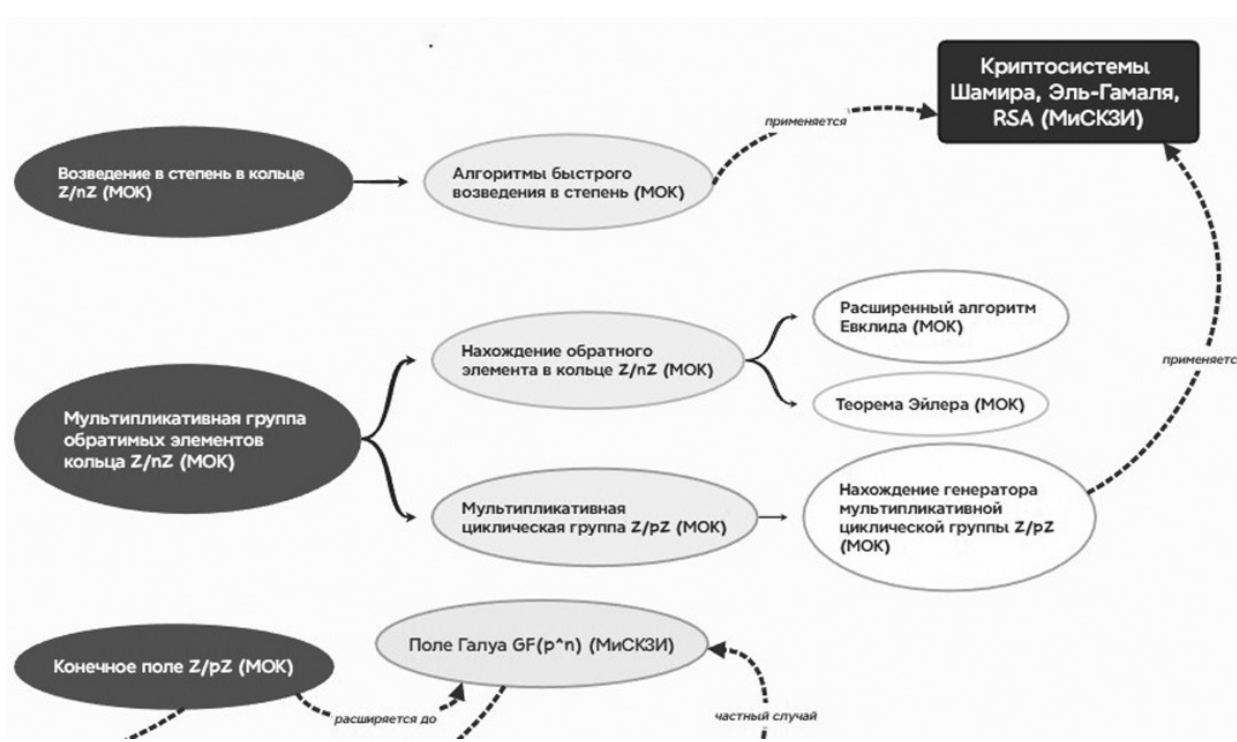 Криптосистемы
Шамира, Эль-Гамаля,
RSA (МиСКЗИ)
применяется
Возведение в степень в кольце
Z/nZ (МОК)
Алгоритмы быстрого
возведения в степень (МОК)
Расширенный алгоритм
Евклида (МОК)
Нахождение обратного
элемента в кольце Z/nZ (МОК)
применяетс
Теорема Эйлера (МОК)
Мультипликативная группа
обратимых элементов
кольца Z/nZ (МОК)
Нахождение генератора
мультипликативной
циклической группы Z/pZ
(МОК)
Мультипликативная
циклическая группа Z/pZ (МОК)
Поле Галуа GF(p^n) (МиСКЗИ)
Конечное поле Z/pZ (МОК)
расширяется до
частный случай